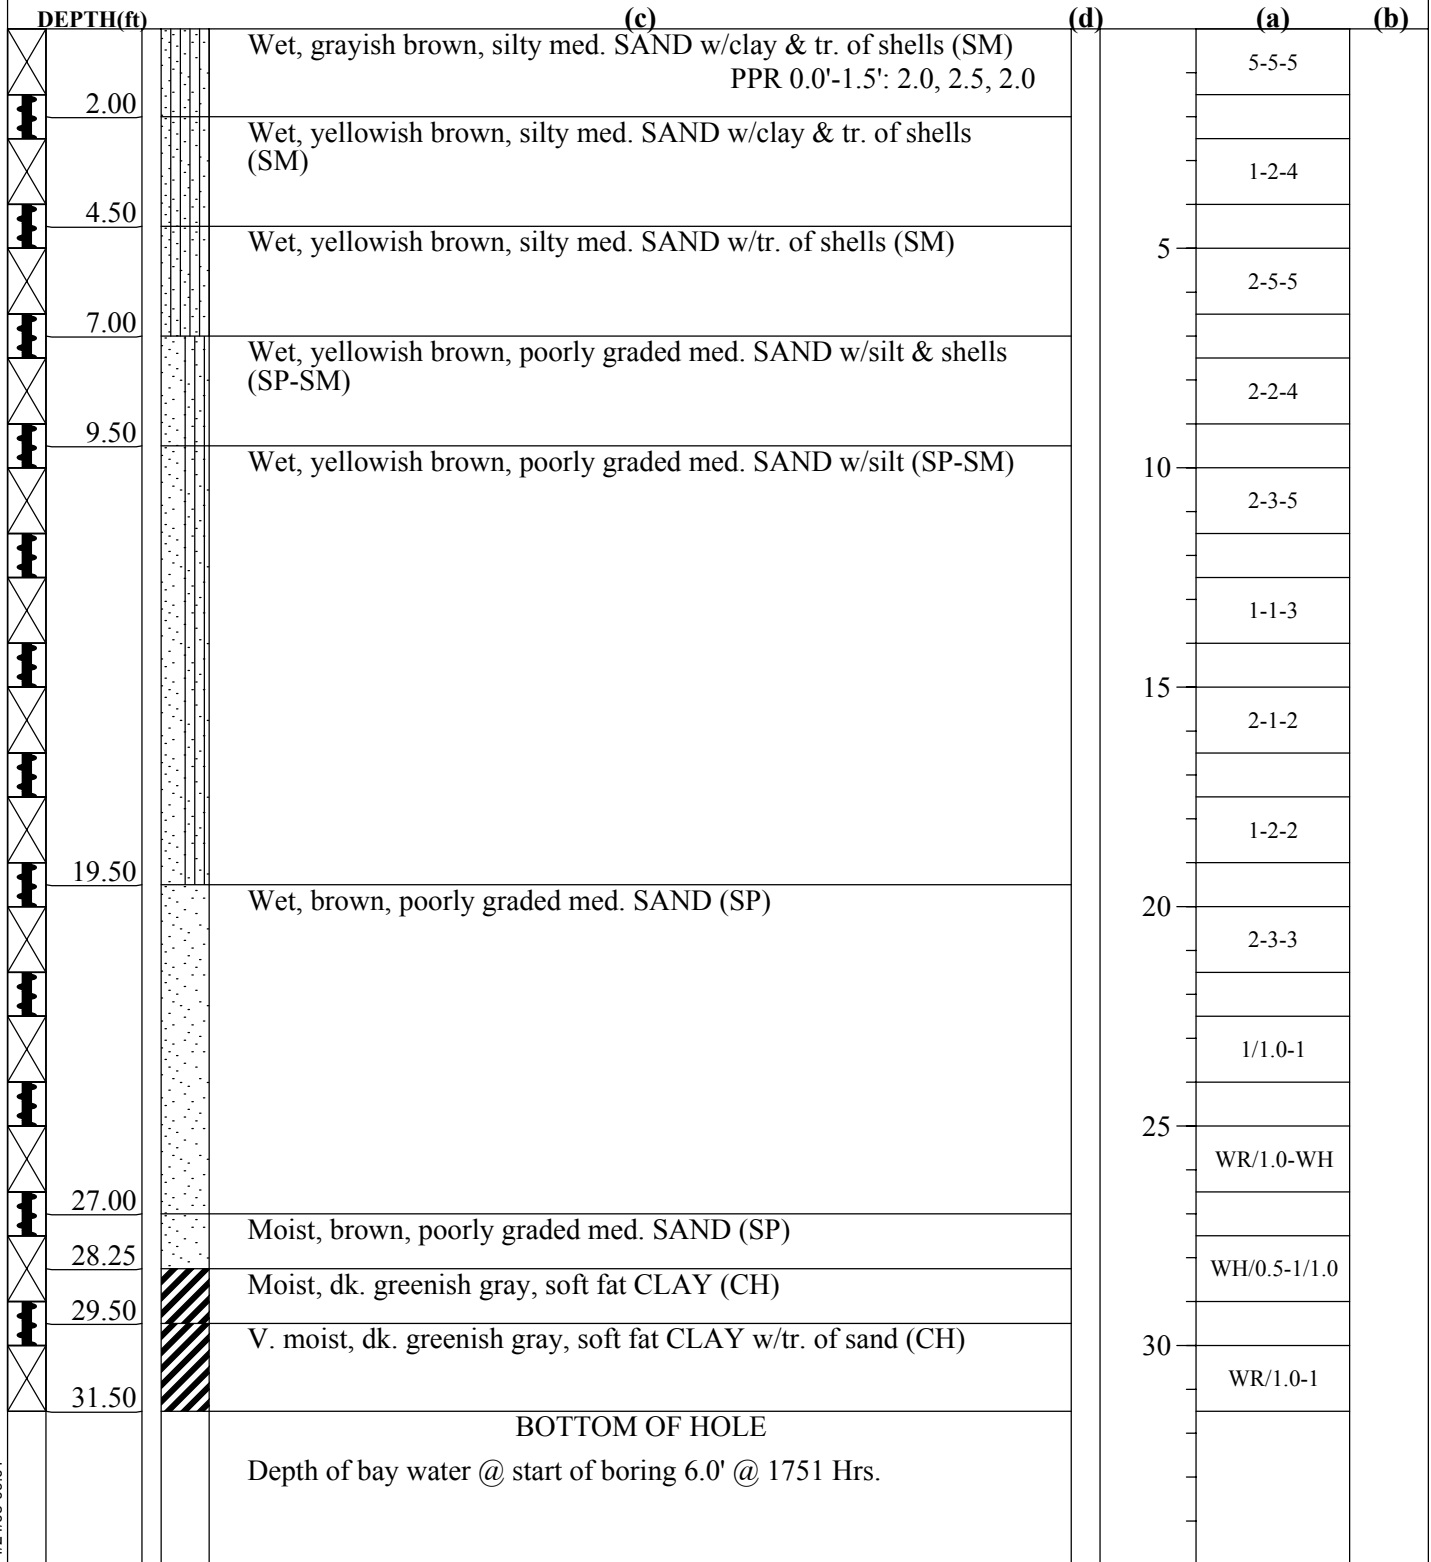 DEPTH(ft) (c) (d) (a) (b)
Wet, grayish brown, silty med. SAND w/clay & tr. of shells (SM)
5-5-5
PPR 0.0'-1.5': 2.0, 2.5, 2.0
2.00
Wet, yellowish brown, silty med. SAND w/clay & tr. of shells
(SM)
1-2-4
4.50
Wet, yellowish brown, silty med. SAND w/tr. of shells (SM)
5
2-5-5
7.00
Wet, yellowish brown, poorly graded med. SAND w/silt & shells
(SP-SM)
2-2-4
9.50
Wet, yellowish brown, poorly graded med. SAND w/silt (SP-SM)
10
2-3-5
1-1-3
15
2-1-2
1-2-2
19.50
Wet, brown, poorly graded med. SAND (SP)
20
2-3-3
1/1.0-1
25
WR/1.0-WH
27.00
Moist, brown, poorly graded med. SAND (SP)
28.25
WH/0.5-1/1.0
Moist, dk. greenish gray, soft fat CLAY (CH)
29.50
V. moist, dk. greenish gray, soft fat CLAY w/tr. of sand (CH)
30
WR/1.0-1
31.50
BOTTOM OF HOLE
Depth of bay water @ start of boring 6.0' @ 1751 Hrs.